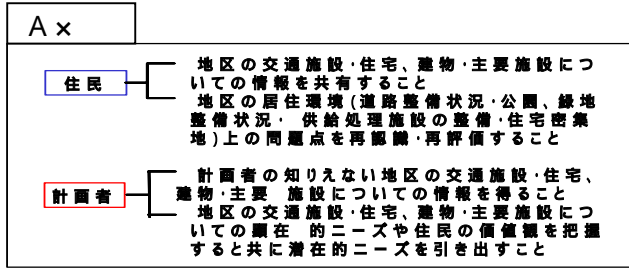 A ×
住民
地区の交通施設・住宅、建物・主要施設につ
いての情報を共有すること
地区の居住環境(道路整備状況・公園、緑地
整備状況・ 供給処理施設の整備・住宅密集
地)上の問題点を再認識・再評価すること
計画者
計画者の知りえない地区の交通施設・住宅、
建物・主要 施設についての情報を得ること
地区の交通施設・住宅、建物・主要施設につ
いての顕在 的ニーズや住民の価値観を把握
すると共に潜在的ニーズを引き出すこと